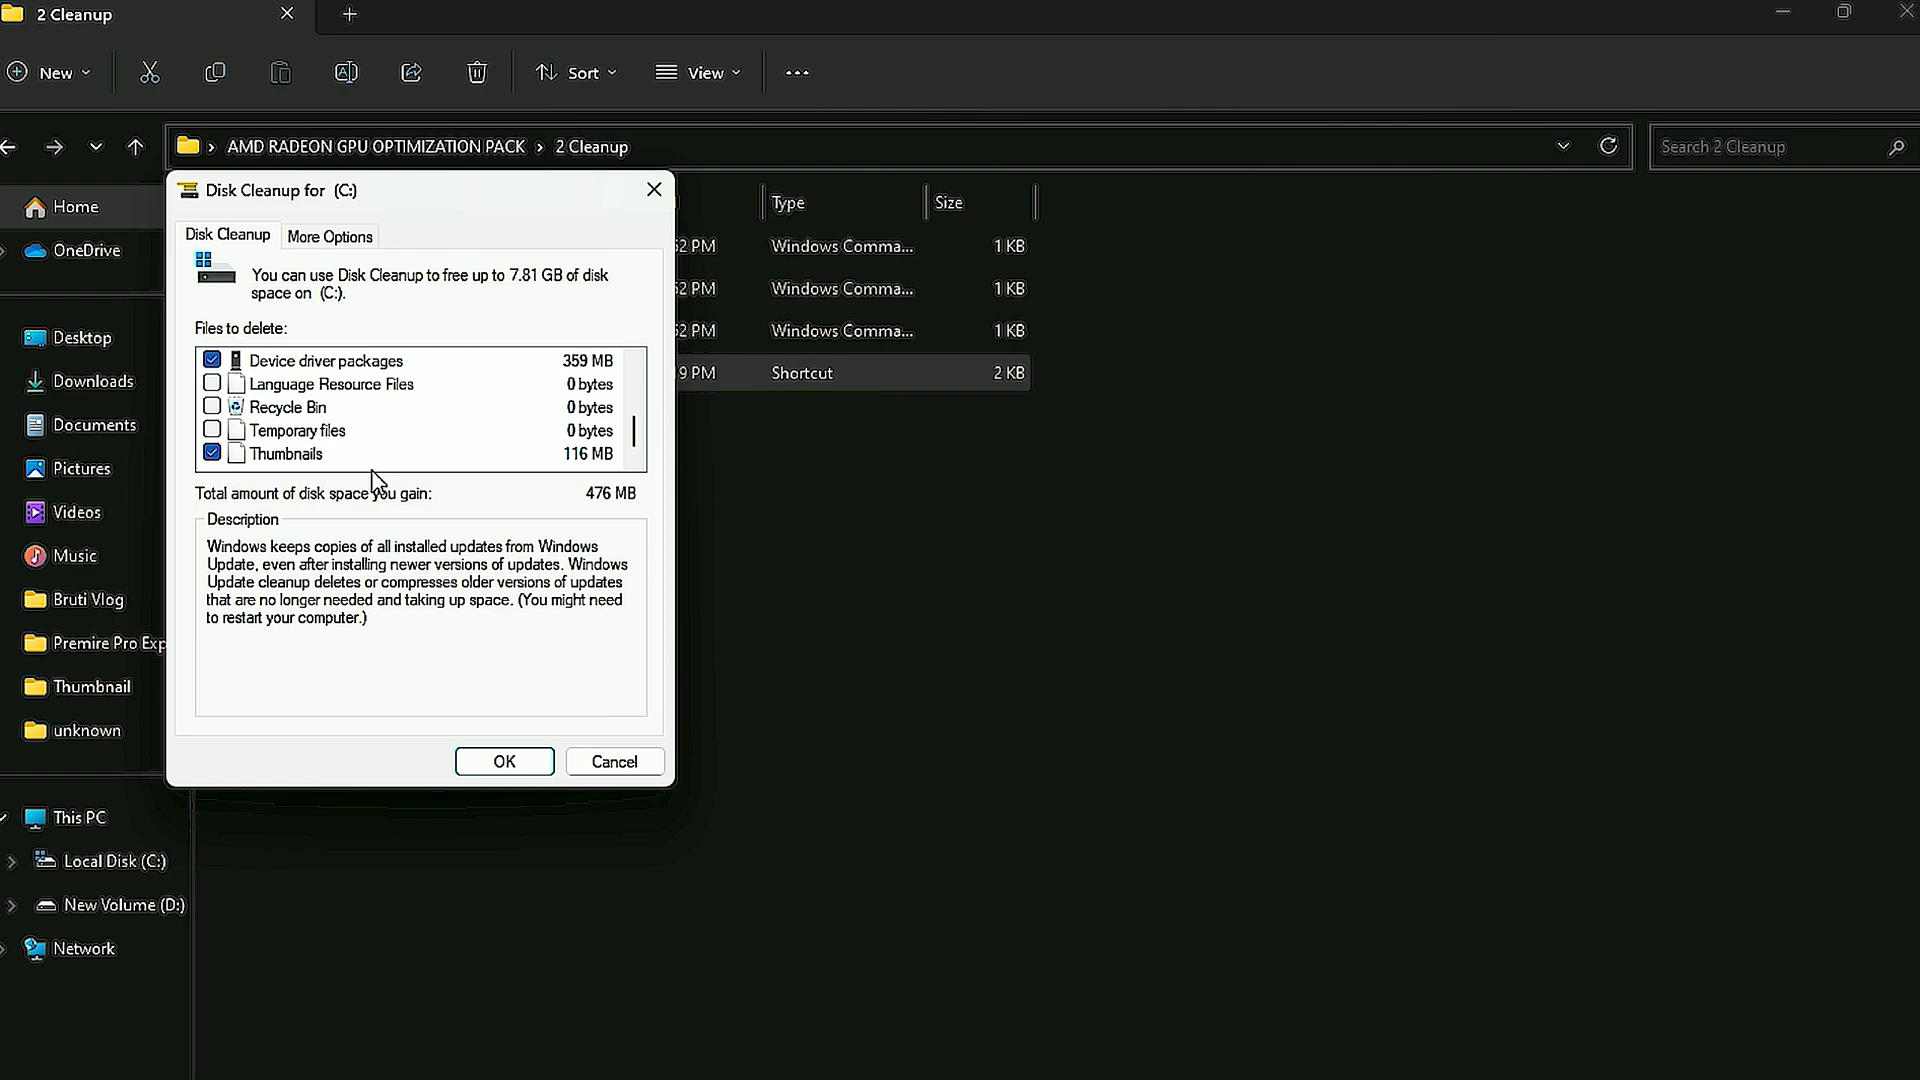 2 Cleanup
New
Sort
View
AMD RADEON GPU OPTIMIZATION PACK > 2 Cleanup
Search 2 Cleanup
Disk Cleanup for (C:)
Disk Cleanup
More Options
You can use Disk Cleanup to free up to 7.81 GB of disk
space on (C:).
Files to delete:
Device driver packages 359 MB
Language Resource Files 0 bytes
Recycle Bin 0 bytes
Temporary files 0 bytes
Thumbnails 116 MB
Total amount of disk space you gain: 476 MB
Description
Windows keeps copies of all installed updates from Windows
Update, even after installing newer versions of updates. Windows
Update cleanup deletes or compresses older versions of updates
that are no longer needed and taking up space. (You might need
to restart your computer.)
OK
Cancel
Type Size
PM Windows Comma... 1 KB
PM Windows Comma... 1 KB
PM Windows Comma... 1 KB
9 PM Shortcut 2 KB
Home
OneDrive
Desktop
Downloads
Documents
Pictures
Videos
Music
Bruti Vlog
Premire Pro Exp
Thumbnail
unknown
This PC
Local Disk (C:)
New Volume (D:)
Network